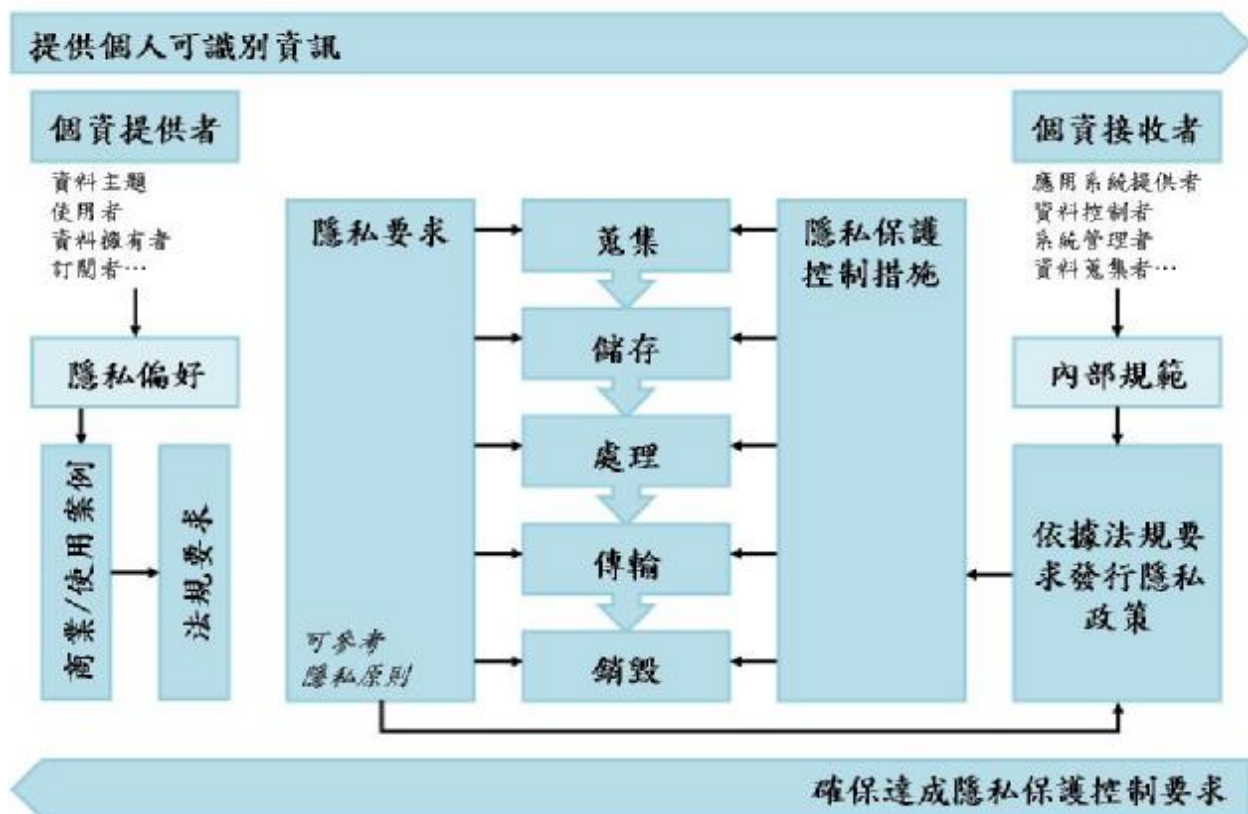 提供個人可識別資訊
個資提供者
資料主題
使用者
資料擁有者
訂閱者…
隱私偏好
商業/使用案例
法規要求
隱私要求
可參考
隱私原則
蒐集
儲存
處理
傳輸
銷毀
隱私保護
控制措施
個資接收者
應用系統提供者
資料控制者
系統管理者
資料蒐集者…
內部規範
依據法規要
求發行隱私
政策
確保達成隱私保護控制要求